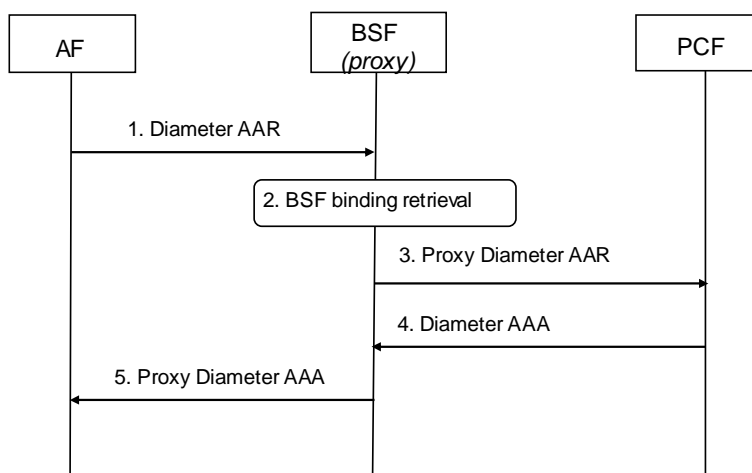 AF
BSF
(proxy)
PCF
1. Diameter AAR
2. BSF binding retrieval
3. Proxy Diameter AAR
4. Diameter AAA
5. Proxy Diameter AAA